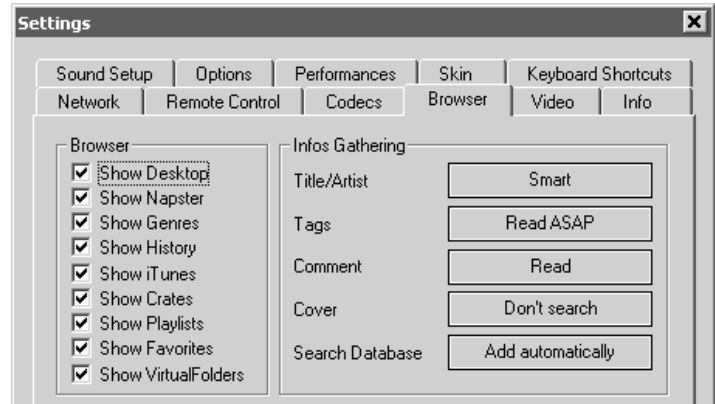 Settings
Sound Setup Options Performances Skin Keyboard Shortcuts
Network Remote Control Codecs Browser Video Info
Browser
Show Desktop
Show Napster
Show Genres
Show History
Show iTunes
Show Crates
Show Playlists
Show Favorites
Show VirtualFolders
Infos Gathering
Title/Artist Smart
Tags Read ASAP
Comment Read
Cover Don't search
Search Database Add automatically